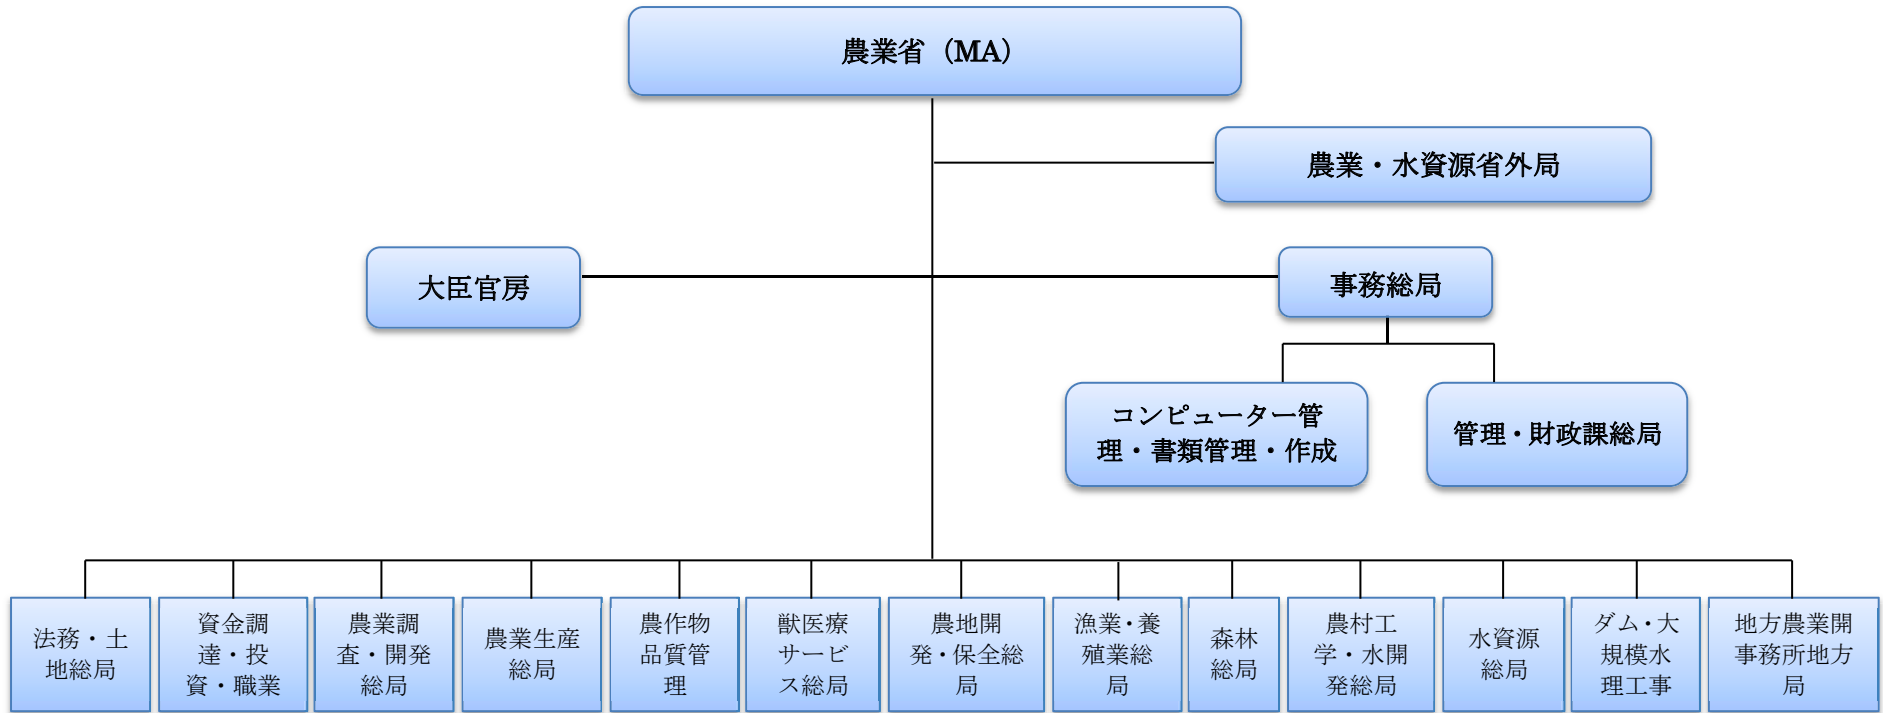 農業省（MA）
農業・水資源省外局
大臣官房
事務総局
コンピューター管
理・書類管理・作成
管理・財政課総局
法務・土
地総局
資金調
達・投
資・職業
農業調
査・開発
総局
農業生産
総局
農作物
品質管
理
獣医療
サービ
ス総局
農地開
発・保全総
局
漁業・養
殖業総
局
森林
総局
農村工
学・水開
発総局
水資源
総局
ダム・大
規模水
理工事
地方農業開
事務所地方
局